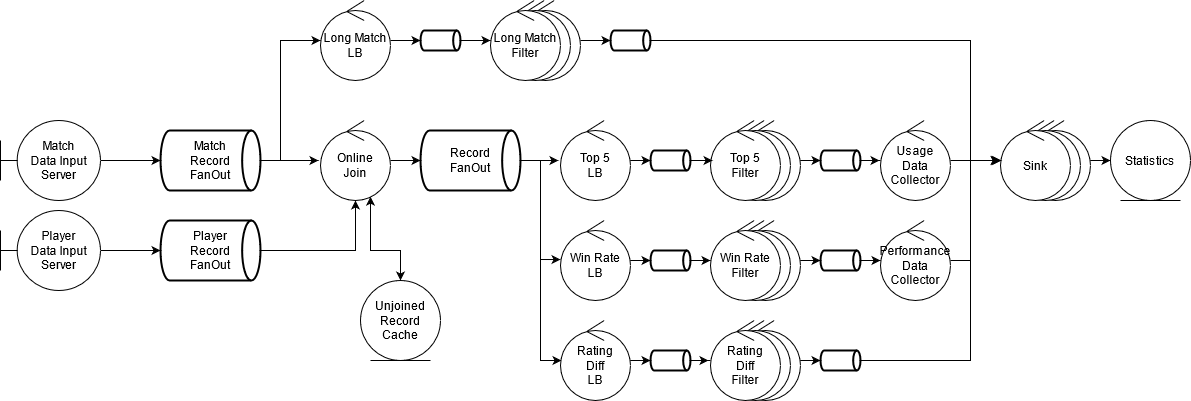 Long Match
LB
Long Match
Filter
Match
Data Input
Server
Match
Record
FanOut
Online
Join
Record
FanOut
Top 5
LB
Top 5
Filter
Usage
Data
Collector
Sink
Statistics
Player
Data Input
Server
Player
Record
FanOut
Win Rate
LB
Win Rate
Filter
Performance
Data
Collector
Unjoined
Record
Cache
Rating
Diff
LB
Rating
Diff
Filter